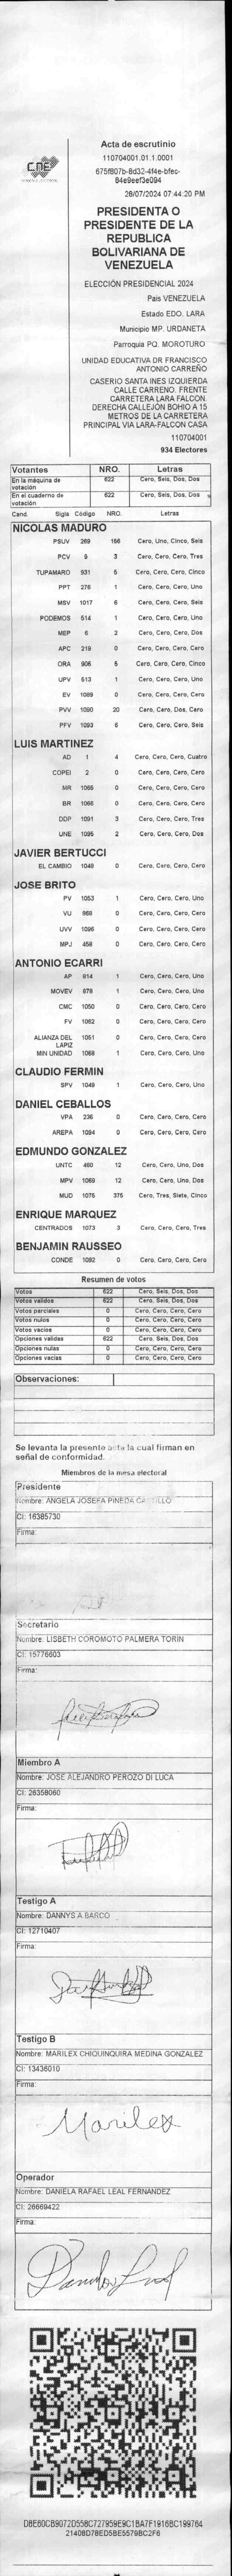 CNE
Acta de escrutinio
110704001.01.1.0001
675f807b-8d32-4f4e-bfec-
84e9eef3e094
28/07/2024 07:44:20 PM
PRESIDENTA O
PRESIDENTE DE LA
REPUBLICA
BOLIVARIANA DE
VENEZUELA
ELECCIÓN PRESIDENCIAL 2024
Pais VENEZUELA
Estado EDO. LARA
Municipio MP. URDANETA
Parroquia PQ. MOROTURO
UNIDAD EDUCATIVA DR FRANCISCO
ANTONIO CARREÑO
CASERIO SANTA INES IZQUIERDA
CALLE CARRENO. FRENTE
CARRETERA LARA FALCON.
DERECHA CALLEJÓN BOHIO A 15
METROS DE LA CARRETERA
PRINCIPAL VIA LARA-FALCON CASA
110704001
934 Electores
Votantes NRO. Letras
En la máquina de votación 622 Cero, Seis, Dos, Dos
En el cuaderno de votación 622 Cero, Seis, Dos, Dos
Cand. Sigla Código NRO. Letras
NICOLAS MADURO
PSUV 269 156 Cero, Uno, Cinco, Seis
PCV 5 3 Cero, Cero, Cero, Tres
TUPAMARO 931 5 Cero, Cero, Cero, Cinco
PPT 276 1 Cero, Cero, Cero, Uno
MSV 1017 6 Cero, Cero, Cero, Seis
PODEMOS 514 1 Cero, Cero, Cero, Uno
MEP 6 2 Cero, Cero, Cero, Dos
APC 219 0 Cero, Cero, Cero, Cero
ORA 906 5 Cero, Cero, Cero, Cinco
UPV 513 1 Cero, Cero, Cero, Uno
EV 1089 0 Cero, Cero, Cero, Cero
PVV 1090 20 Cero, Cero, Dos, Cero
PFV 1093 6 Cero, Cero, Cero, Seis
LUIS MARTINEZ
AD 1 4 Cero, Cero, Cero, Cuatro
COPEI 2 0 Cero, Cero, Cero, Cero
MR 1065 0 Cero, Cero, Cero, Cero
BR 1066 0 Cero, Cero, Cero, Cero
DDP 1091 3 Cero, Cero, Cero, Tres
UNE 1095 2 Cero, Cero, Cero, Dos
JAVIER BERTUCCI
EL CAMBIO 1048 0 Cero, Cero, Cero, Cero
JOSE BRITO
PV 1053 1 Cero, Cero, Cero, Uno
VU 868 0 Cero, Cero, Cero, Cero
UVV 1096 0 Cero, Cero, Cero, Cero
MPJ 458 0 Cero, Cero, Cero, Cero
ANTONIO ECARRI
AP 814 1 Cero, Cero, Cero, Uno
MOVEV 978 1 Cero, Cero, Cero, Uno
CMC 1050 0 Cero, Cero, Cero, Cero
FV 1062 0 Cero, Cero, Cero, Cero
ALIANZA DEL LAPIZ 1051 0 Cero, Cero, Cero, Cero
MIN UNIDAD 1068 1 Cero, Cero, Cero, Uno
CLAUDIO FERMIN
SPV 1049 1 Cero, Cero, Cero, Uno
DANIEL CEBALLOS
VPA 236 0 Cero, Cero, Cero, Cero
AREPA 1094 0 Cero, Cero, Cero, Cero
EDMUNDO GONZALEZ
UNTC 460 12 Cero, Cero, Uno, Dos
MPV 1069 12 Cero, Cero, Uno, Dos
MUD 1075 375 Cero, Tres, Siete, Cinco
ENRIQUE MARQUEZ
CENTRADOS 1073 3 Cero, Cero, Cero, Tres
BENJAMIN RAUSSEO
CONDE 1092 0 Cero, Cero, Cero, Cero
Resumen de votos
Votos 622 Cero, Seis, Dos, Dos
Votos validos 622 Cero, Seis, Dos, Dos
Votos parciales 0 Cero, Cero, Cero, Cero
Votos nulos 0 Cero, Cero, Cero, Cero
Votos vacios 0 Cero, Cero, Cero, Cero
Opciones validas 622 Cero, Seis, Dos, Dos
Opciones nulas 0 Cero, Cero, Cero, Cero
Opciones vacias 0 Cero, Cero, Cero, Cero
Observaciones:
Se levanta la presente acta la cual firman en
señal de conformidad.
Miembros de la mesa electoral
Presidente
Nombre: ANGELA JOSEFA PINEDA CASTILLO
CI: 16385730
Firma:
Secretario
Nombre: LISBETH COROMOTO PALMERA TORIN
CI: 15776603
Firma:
Miembro A
Nombre: JOSE ALEJANDRO PEROZO DI LUCA
CI: 26358060
Firma:
Testigo A
Nombre: DANNYS A BARCO
CI: 12710407
Firma:
Testigo B
Nombre: MARILEX CHIQUINQUIRA MEDINA GONZALEZ
CI: 13436010
Firma:
Marilex
Operador
Nombre: DANIELA RAFAEL LEAL FERNANDEZ
CI: 26669422
Firma:
D8E60CB9072D558C727959E9C1BA7F1916BC199764
21408D78ED5BE5579BC2F6